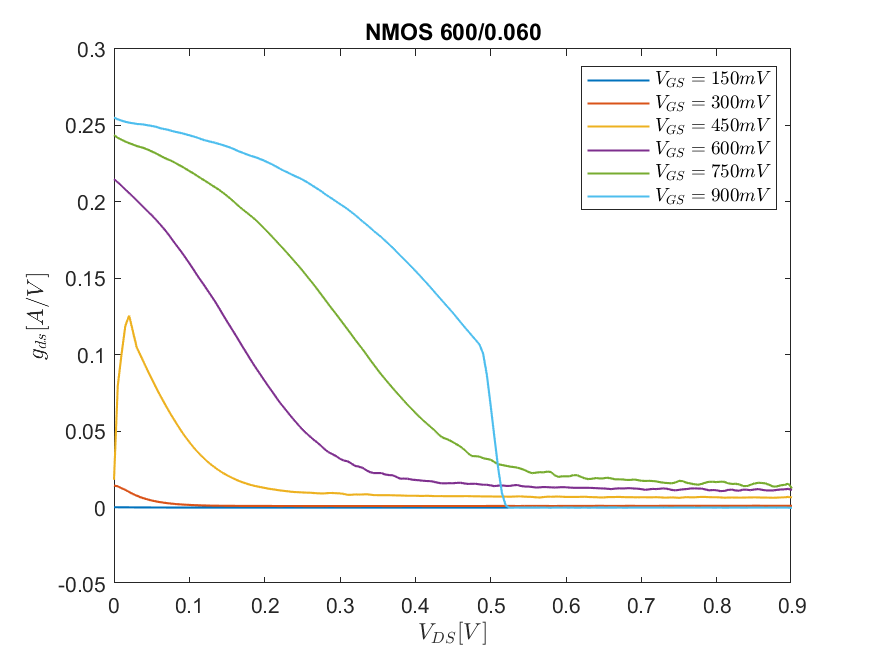 NMOS 600/0.060
0.3
0.25
0.2
0.15
0.1
0.05
0
-0.05
g_ds[A/V]
V_GS = 150mV
V_GS = 300mV
V_GS = 450mV
V_GS = 600mV
V_GS = 750mV
V_GS = 900mV
0 0.1 0.2 0.3 0.4 0.5 0.6 0.7 0.8 0.9
V_DS[V]